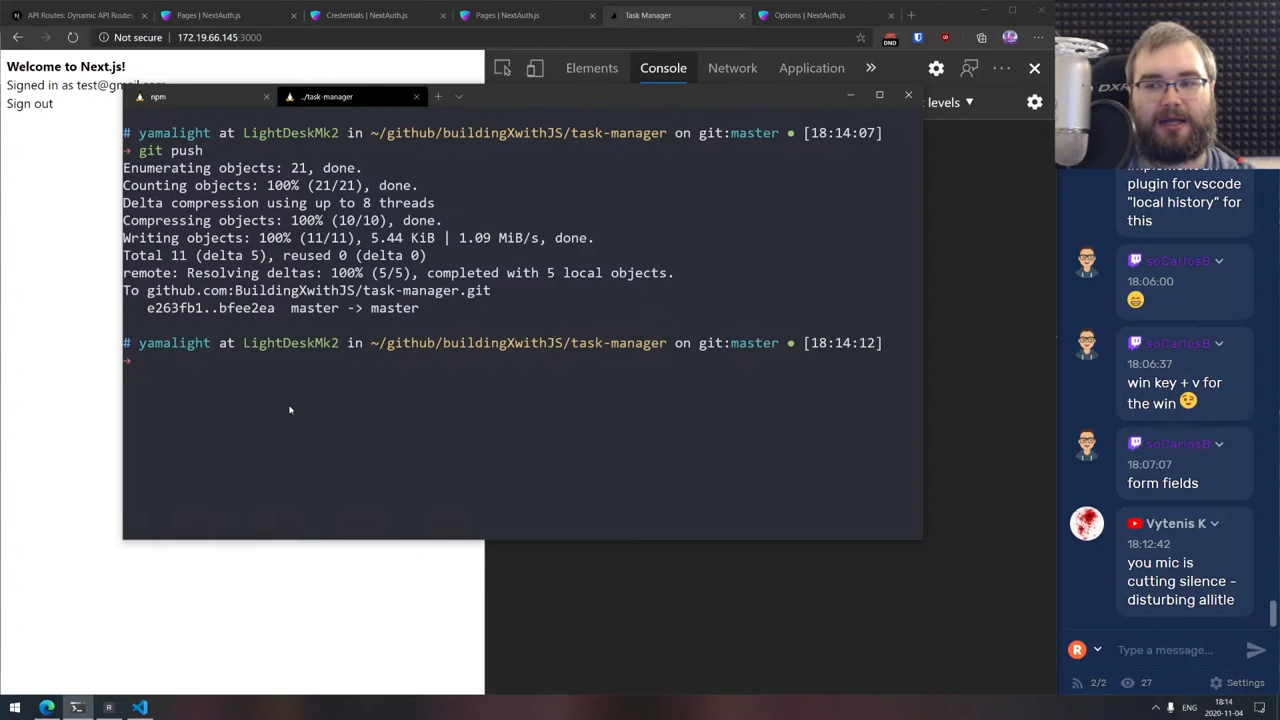 API Routes: Dynamic API Routes
Pages | NextAuth.js
Credentials | NextAuth.js
Pages | NextAuth.js
Task Manager
Options | NextAuth.js
Not secure
172.19.66.145:3000
Welcome to Next.js!
Signed in as test@gmail.com
Sign out
Elements
Console
Network
Application
levels
npm
../task-manager
# yamalight at LightDeskMk2 in ~/github/buildingXwithJS/task-manager on git:master ● [18:14:07]
→ git push
Enumerating objects: 21, done.
Counting objects: 100% (21/21), done.
Delta compression using up to 8 threads
Compressing objects: 100% (10/10), done.
Writing objects: 100% (11/11), 5.44 KiB | 1.09 MiB/s, done.
Total 11 (delta 5), reused 0 (delta 0)
remote: Resolving deltas: 100% (5/5), completed with 5 local objects.
To github.com:BuildingXwithJS/task-manager.git
e263fb1..bfee2ea master -> master
# yamalight at LightDeskMk2 in ~/github/buildingXwithJS/task-manager on git:master ● [18:14:12]
→
plugin for vscode
"local history" for
this
soCarlosB
18:06:00
soCarlosB
18:06:37
win key + v for
the win
soCarlosB
18:07:07
form fields
Vytenis K
18:12:42
you mic is
cutting silence -
disturbing allitle
R
Type a message...
2/2
27
Settings
ENG
18:14
2020-11-04